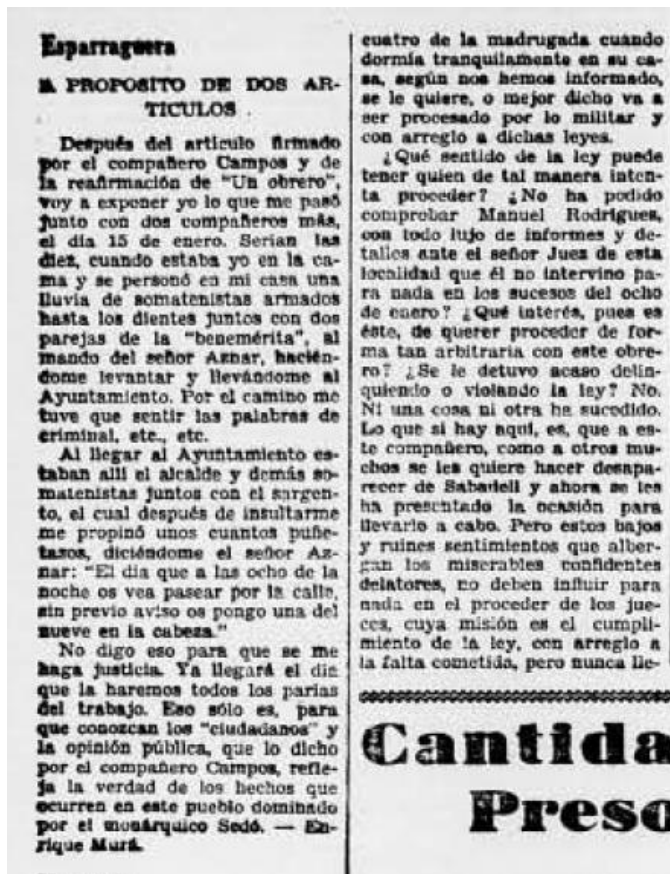 Esparraguera
A PROPOSITO DE DOS AR-
TICULOS
Después del artículo firmado
por el compañero Campos y de
la reafirmación de "Un obrero",
voy a exponer yo lo que me pasó
junto con dos compañeros más,
el día 15 de enero. Serían las
diez, cuando estaba yo en la ca-
ma y se personó en mi casa una
lluvia de somatenistas armados
hasta los dientes juntos con dos
parejas de la "benemérita", al
mando del señor Aznar, hacién-
dome levantar y llevándome al
Ayuntamiento. Por el camino me
tuve que sentir las palabras de
criminal, etc., etc.
Al llegar al Ayuntamiento es-
taban allí el alcalde y demás so-
matenistas juntos con el sargen-
to, el cual después de insultarme
me propinó unos cuantos puñe-
tazos, diciéndome el señor Az-
nar: "El día que a las ocho de la
noche os vea pasear por la calle,
sin previo aviso os pongo una del
nueve en la cabeza."
No digo eso para que se me
haga justicia. Ya llegará el día
que la haremos todos los parias
del trabajo. Eso sólo es, para
que conozcan los "ciudadanos" y
la opinión pública, que lo dicho
por el compañero Campos, refle-
ja la verdad de los hechos que
ocurren en este pueblo dominado
por el monárquico Sedó. — En-
rique Murá.
cuatro de la madrugada cuando
dormía tranquilamente en su ca-
sa, según nos hemos informado,
se le quiere, o mejor dicho va a
ser procesado por lo militar y
con arreglo a dichas leyes.
¿Qué sentido de la ley puede
tener quien de tal manera inten-
ta proceder? ¿No ha podido
comprobar Manuel Rodrigues,
con todo lujo de informes y de-
talles ante el señor Juez de esta
localidad que él no intervino pa-
ra nada en los sucesos del ocho
de enero? ¿Qué interés, pues es
éste, de querer proceder de for-
ma tan arbitraria con este obre-
ro? ¿Se le detuvo acaso delin-
quiendo o violando la ley? No.
Ni una cosa ni otra ha sucedido.
Lo que si hay aquí, es, que a es-
te compañero, como a otros mu-
chos se les quiere hacer desapa-
recer de Sabadell y ahora se les
ha presentado la ocasión para
llevarlo a cabo. Pero estos bajos
y ruines sentimientos que alber-
gan los miserables confidentes
delatores, no deben influir para
nada en el proceder de los jue-
ces, cuya misión es el cumpli-
miento de la ley, con arreglo a
la falta cometida, pero nunca lle-
Cantida
Preso